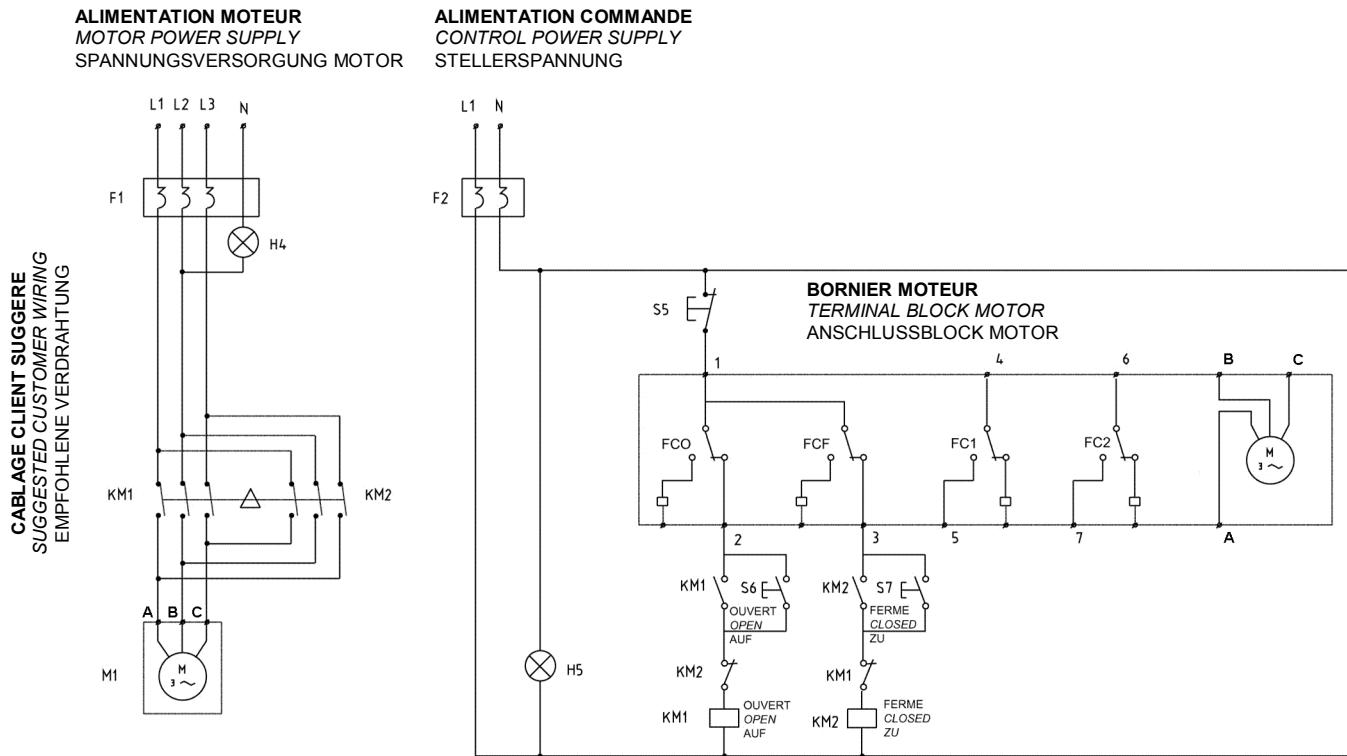 ALIMENTATION MOTEUR
MOTOR POWER SUPPLY
SPANNUNGSVERSORGUNG MOTOR
ALIMENTATION COMMANDE
CONTROL POWER SUPPLY
STELLERSPANNUNG
L1 L2 L3 N
L1 N
F1
F2
H4
CABLAGE CLIENT SUGGERE
SUGGESTED CUSTOMER WIRING
EMPFOHLENE VERDRAHTUNG
S5
BORNIER MOTEUR
TERMINAL BLOCK MOTOR
ANSCHLUSSBLOCK MOTOR
1 4 6 B C
FCO FCF FC1 FC2
M
3 ~
KM1 KM2
2 3 5 7 A
KM1 S6 KM2 S7
OUVERT
OPEN
AUF
FERME
CLOSED
ZU
A B C
M1
M
3 ~
H5
KM2 KM1
KM1
OUVERT
OPEN
AUF
KM2
FERME
CLOSED
ZU